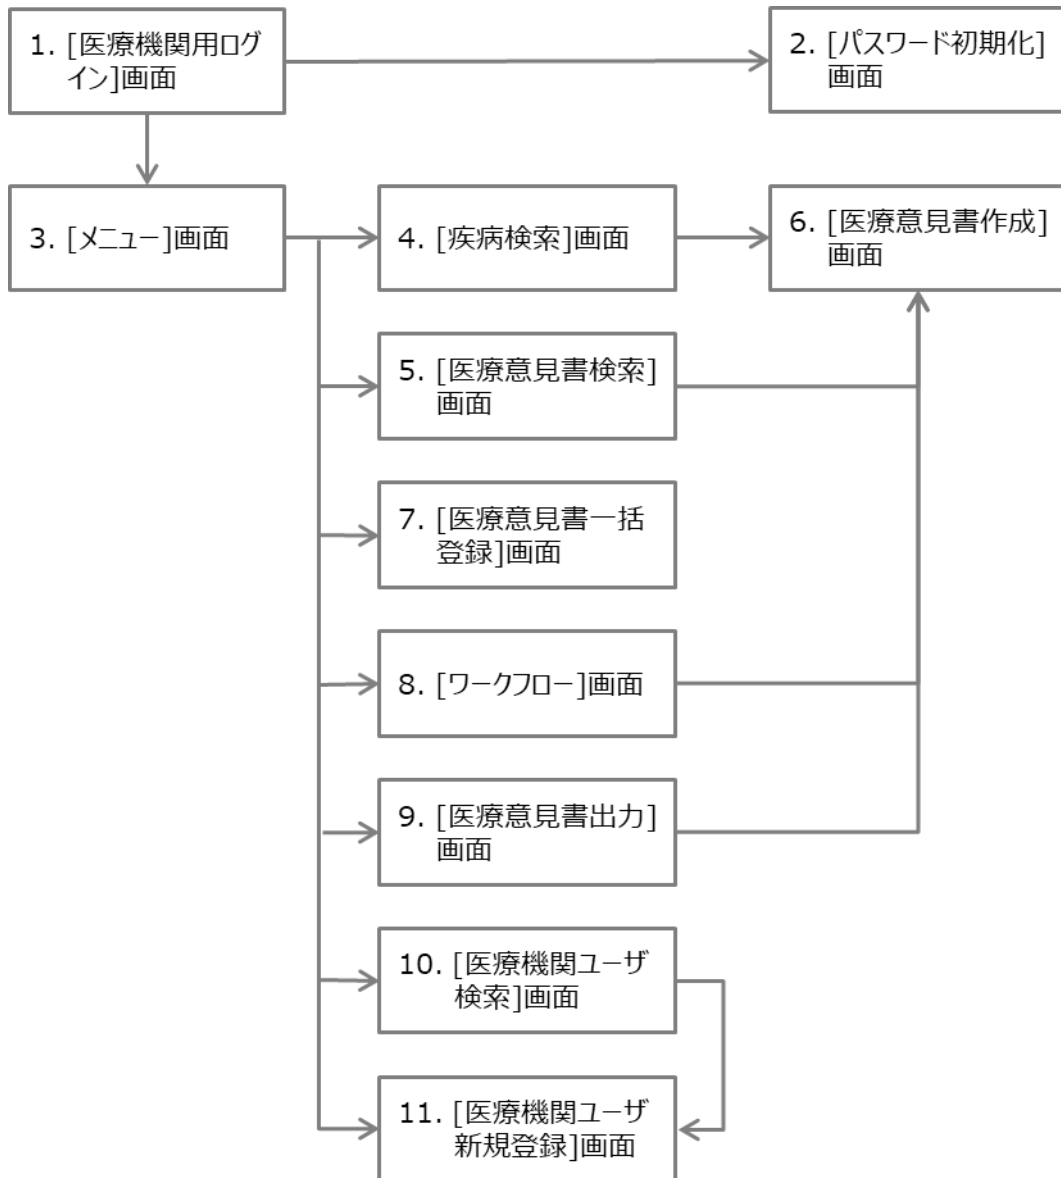 1. [医療機関用ログ
イン]画面
2. [パスワード初期化]
画面
3. [メニュー]画面
4. [疾病検索]画面
6. [医療意見書作成]
画面
5. [医療意見書検索]
画面
7. [医療意見書一括
登録]画面
8. [ワークフロー]画面
9. [医療意見書出力]
画面
10. [医療機関ユーザ
検索]画面
11. [医療機関ユーザ
新規登録]画面